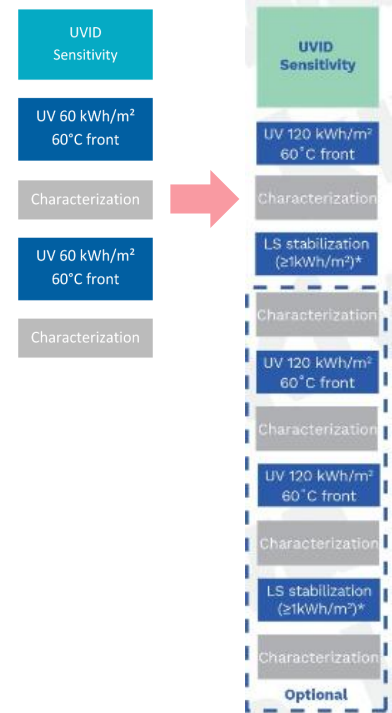 UVID
Sensitivity
UV 60 kWh/m²
60°C front
Characterization
UV 60 kWh/m²
60°C front
Characterization
UVID
Sensitivity
UV 120 kWh/m²
60°C front
Characterization
LS stabilization
(≥1kWh/m²)*
Characterization
UV 120 kWh/m²
60°C front
Characterization
UV 120 kWh/m²
60°C front
Characterization
LS stabilization
(≥1kWh/m²)*
Characterization
Optional